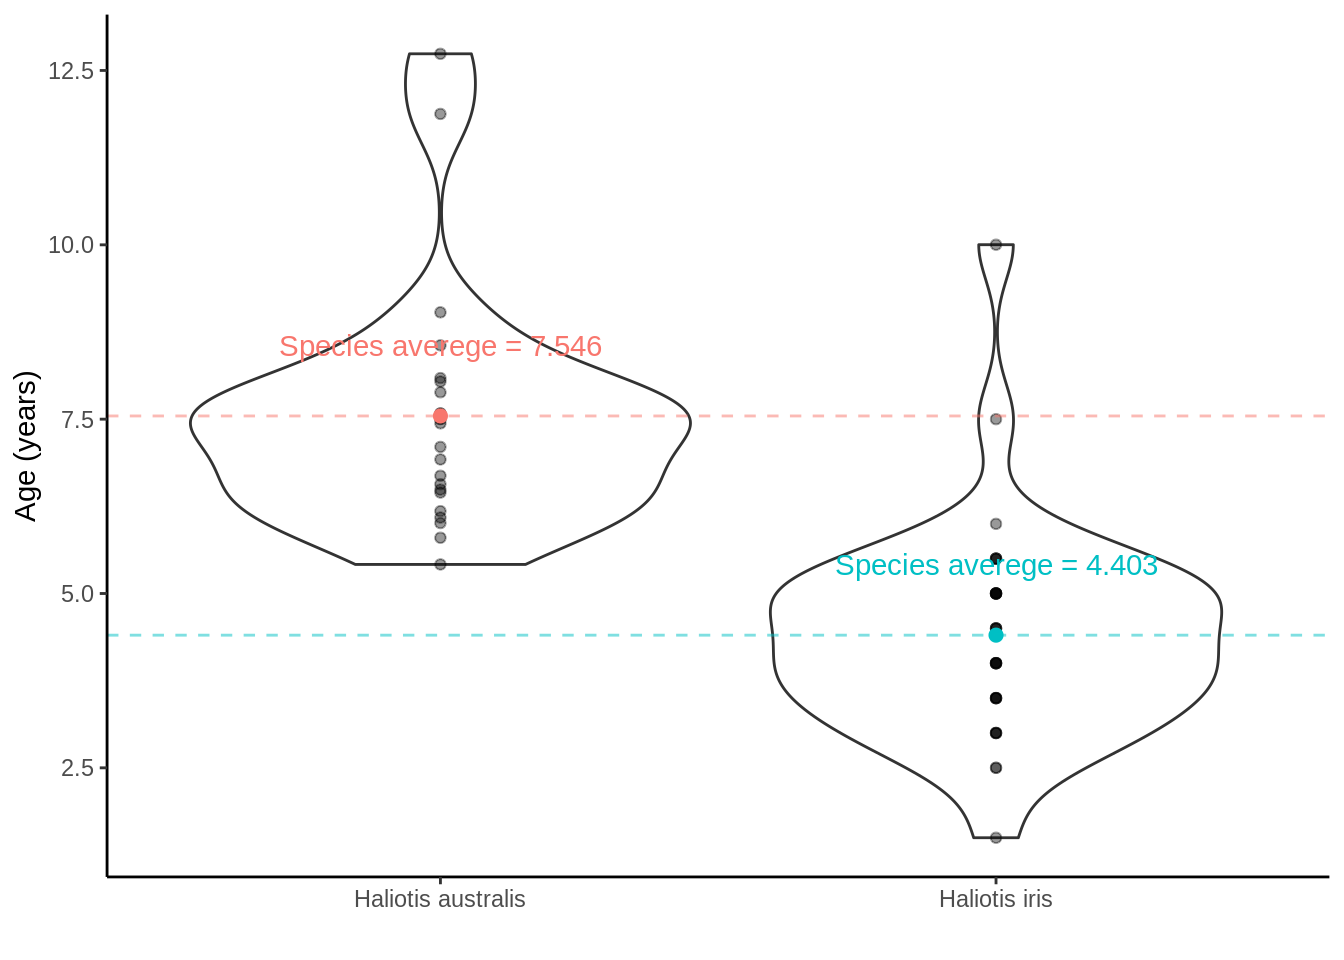 12.5
10.0
Species averege = 7.546
7.5
Age (years)
Species averege = 4.403
5.0
2.5
Haliotis australis
Haliotis iris